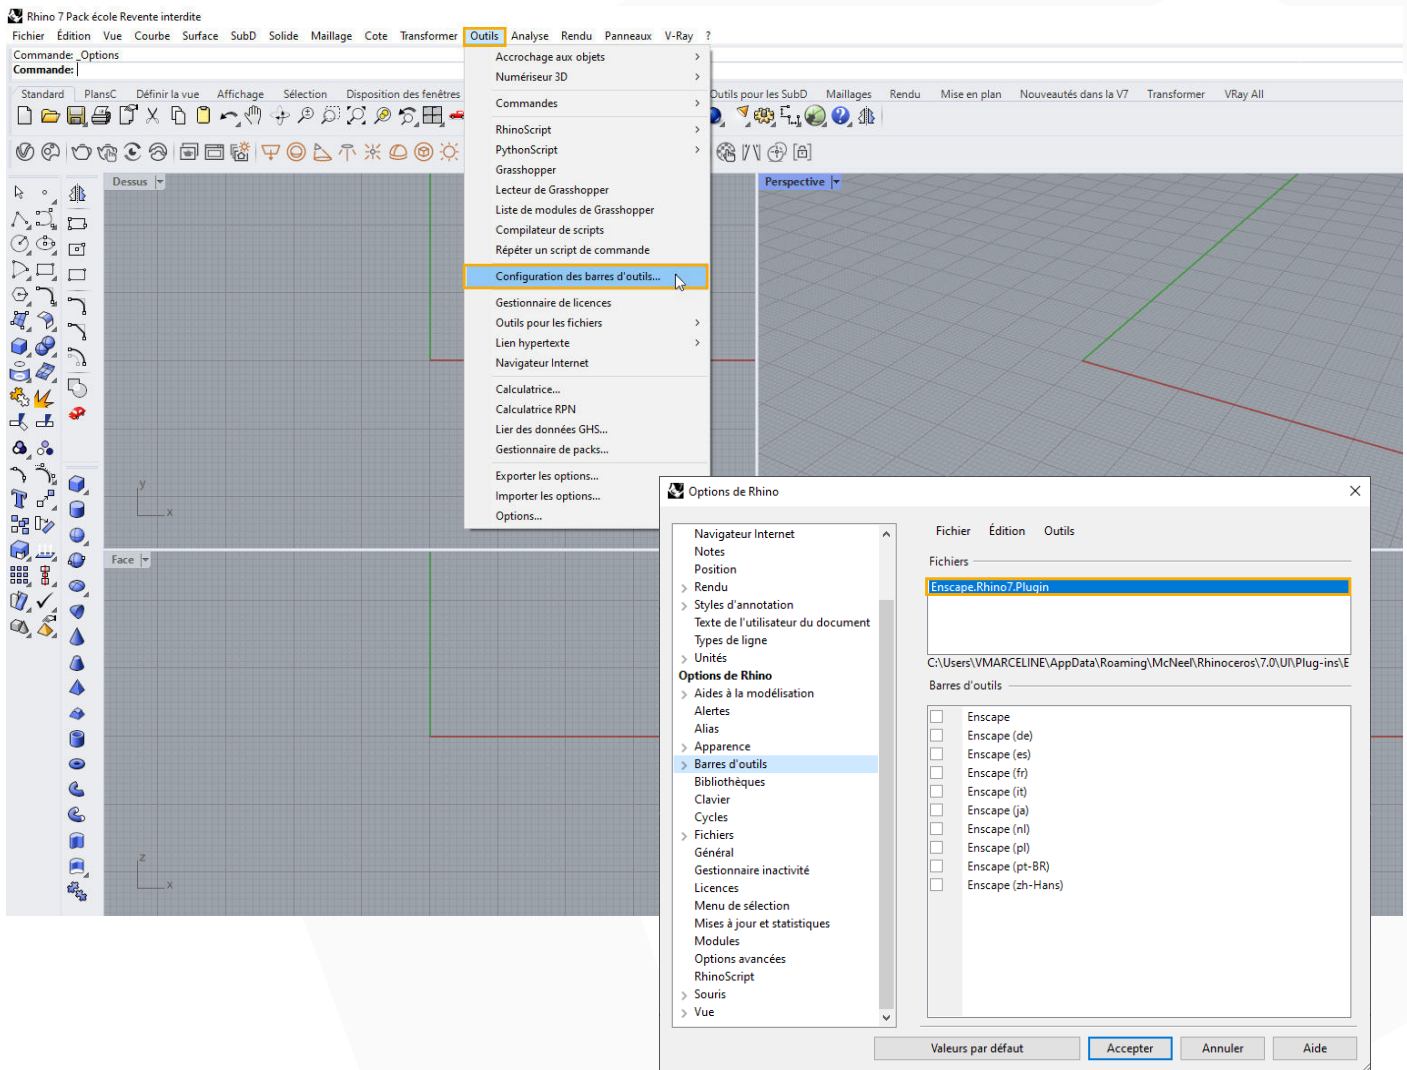 Rhino 7 Pack école Revente interdite
Fichier Édition Vue Courbe Surface SubD Solide Maillage Cote Transformer Outils Analyse Rendu Panneaux V-Ray ?
Commande: _Options
Commande:
Standard PlansC Définir la vue Affichage Sélection Disposition des fenêtres Outils pour les SubD Maillages Rendu Mise en plan Nouveautés dans la V7 Transformer VRay All
Accrochage aux objets
Numériseur 3D
Commandes
RhinoScript
PythonScript
Grasshopper
Lecteur de Grasshopper
Liste de modules de Grasshopper
Compilateur de scripts
Répéter un script de commande
Configuration des barres d'outils...
Gestionnaire de licences
Outils pour les fichiers
Lien hypertexte
Navigateur Internet
Calculatrice...
Calculatrice RPN
Lier des données GHS...
Gestionnaire de packs...
Exporter les options...
Importer les options...
Options...
Dessus
y
x
Perspective
Face
z
x
Options de Rhino
Navigateur Internet
Notes
Position
Rendu
Styles d'annotation
Texte de l'utilisateur du document
Types de ligne
Unités
Options de Rhino
Aides à la modélisation
Alertes
Alias
Apparence
Barres d'outils
Bibliothèques
Clavier
Cycles
Fichiers
Général
Gestionnaire inactivité
Licences
Menu de sélection
Mises à jour et statistiques
Modules
Options avancées
RhinoScript
Souris
Vue
Fichier Édition Outils
Fichiers
Enscape.Rhino7.Plugin
C:\Users\VMARCELINE\AppData\Roaming\McNeel\Rhinoceros\7.0\UI\Plug-ins\E
Barres d'outils
Enscape
Enscape (de)
Enscape (es)
Enscape (fr)
Enscape (it)
Enscape (ja)
Enscape (nl)
Enscape (pl)
Enscape (pt-BR)
Enscape (zh-Hans)
Valeurs par défaut Accepter Annuler Aide